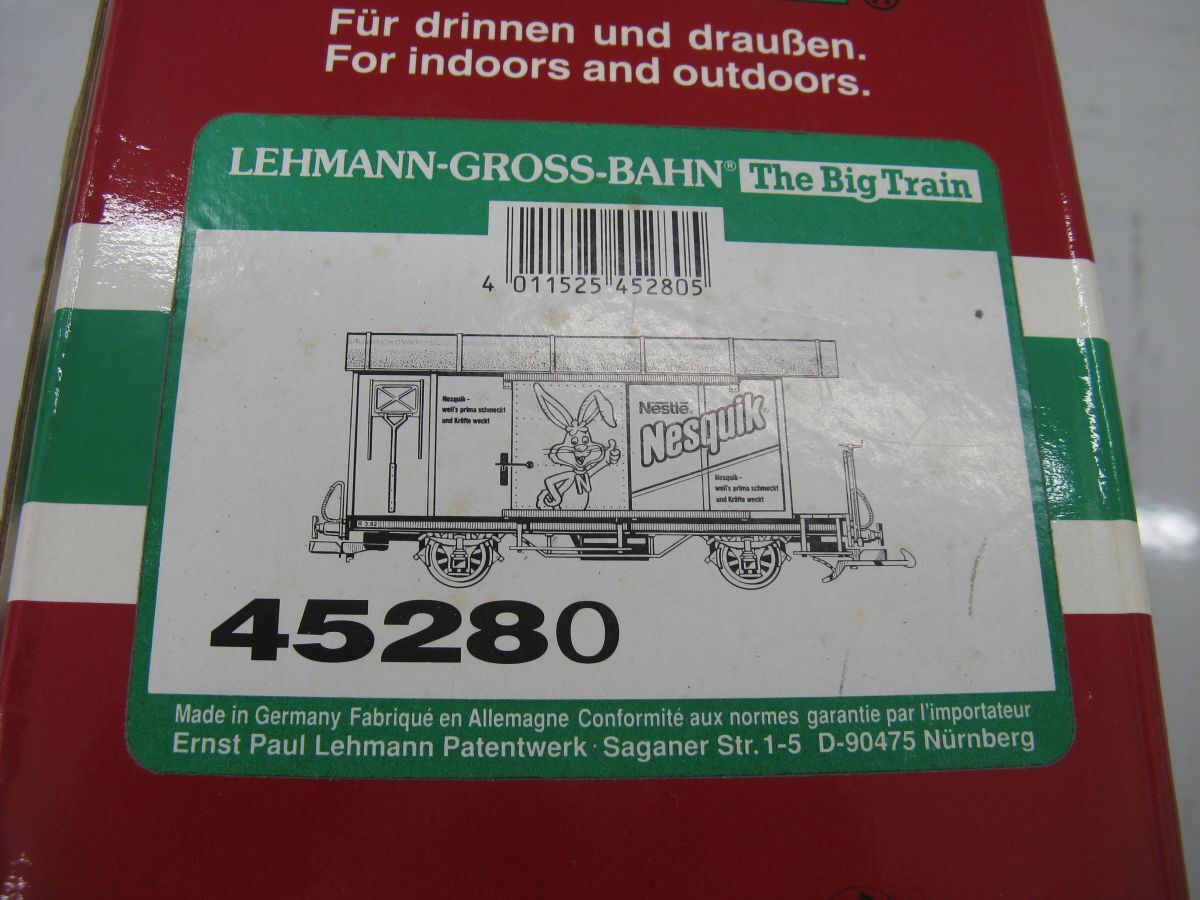 Für drinnen und draußen.
For indoors and outdoors.
LEHMANN-GROSS-BAHN® The Big Train
4 011525 452805
Nesquik –
weil's prima schmeckt
und Kräfte weckt
Nestlé
Nesquik
N
Nesquik –
weil's prima schmeckt
und Kräfte weckt
45280
Made in Germany Fabriqué en Allemagne Conformité aux normes garantie par l'importateur
Ernst Paul Lehmann Patentwerk · Saganer Str. 1-5 D-90475 Nürnberg